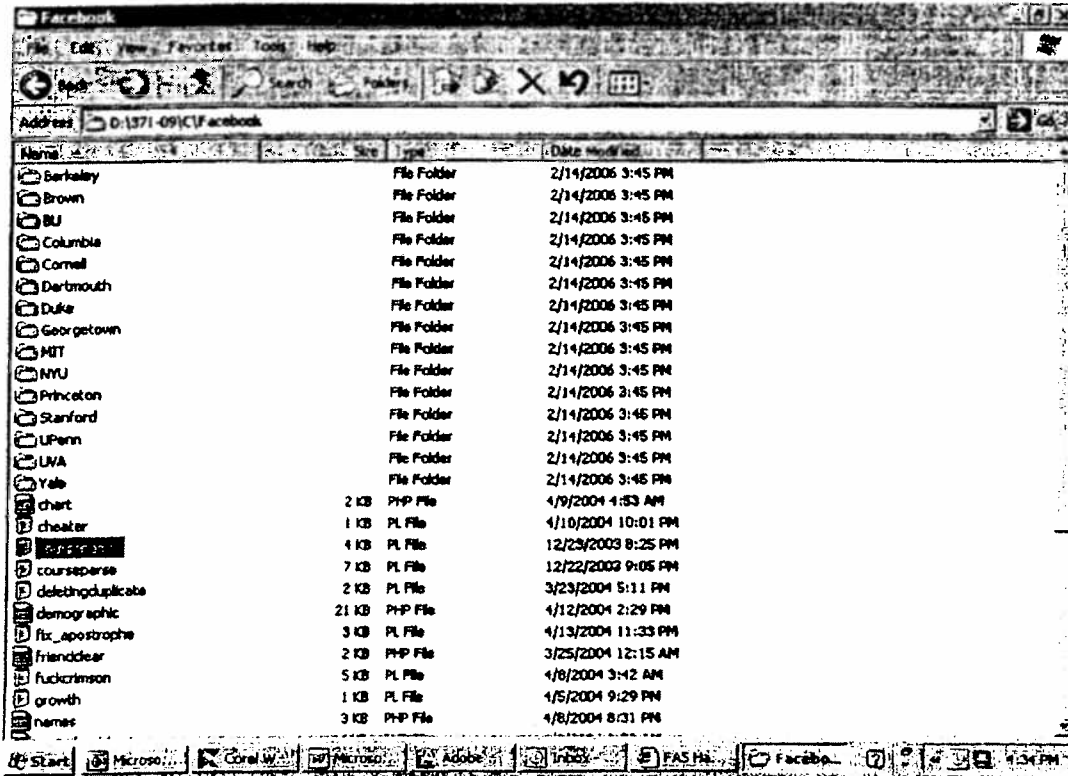 Facebook
File Edit View Favorites Tools Help
Back Search Folders
Address D:\371-09\C\Facebook Go
Name Size Type Date Modified
Berkeley File Folder 2/14/2006 3:45 PM
Brown File Folder 2/14/2006 3:45 PM
BU File Folder 2/14/2006 3:45 PM
Columbia File Folder 2/14/2006 3:45 PM
Cornell File Folder 2/14/2006 3:45 PM
Dartmouth File Folder 2/14/2006 3:45 PM
Duke File Folder 2/14/2006 3:45 PM
Georgetown File Folder 2/14/2006 3:45 PM
MIT File Folder 2/14/2006 3:45 PM
NYU File Folder 2/14/2006 3:45 PM
Princeton File Folder 2/14/2006 3:45 PM
Stanford File Folder 2/14/2006 3:45 PM
UPenn File Folder 2/14/2006 3:45 PM
UVA File Folder 2/14/2006 3:45 PM
Yale File Folder 2/14/2006 3:45 PM
chart 2 KB PHP File 4/9/2004 4:53 AM
cheater 1 KB PL File 4/10/2004 10:01 PM
4 KB PL File 12/23/2003 8:25 PM
courseparse 7 KB PL File 12/22/2003 9:05 PM
deletingduplicate 2 KB PL File 3/23/2004 5:11 PM
demographic 21 KB PHP File 4/12/2004 2:29 PM
fix_apostrophe 3 KB PL File 4/13/2004 11:33 PM
friendclear 2 KB PHP File 3/25/2004 12:15 AM
fuckcrimson 5 KB PL File 4/8/2004 3:42 AM
growth 1 KB PL File 4/5/2004 9:29 PM
names 3 KB PHP File 4/8/2004 8:31 PM
Start Microso... Corel W... Microso... Adobe Inbox - FAS Ma... Facebo... 4:34 PM